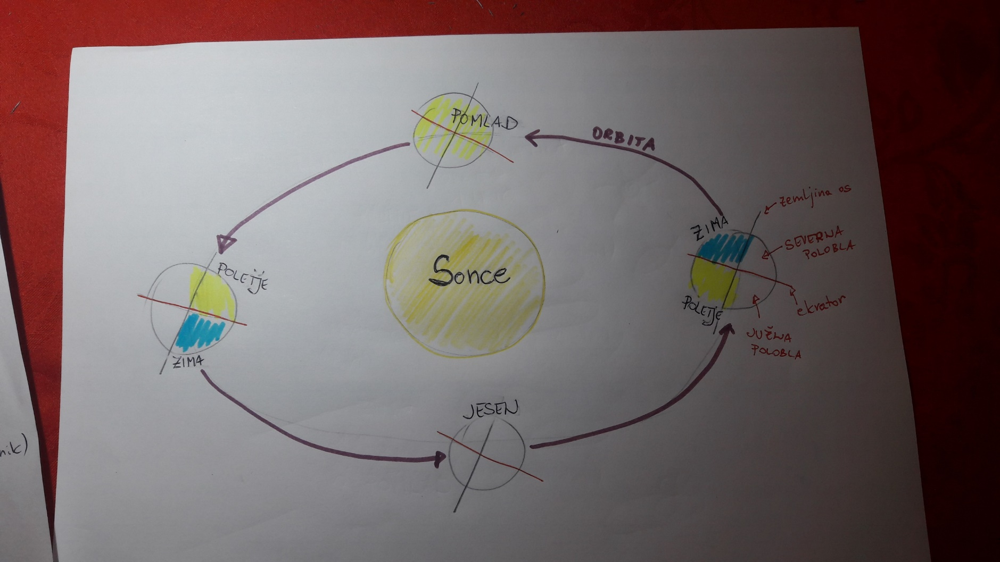 POMLAD
ORBITA
zemljina os
ZIMA
SEVERNA
POLOBLA
POLETJE
Sonce
ekvator
POLETJE
JUŽNA
POLOBLA
ZIMA
JESEN
nik)